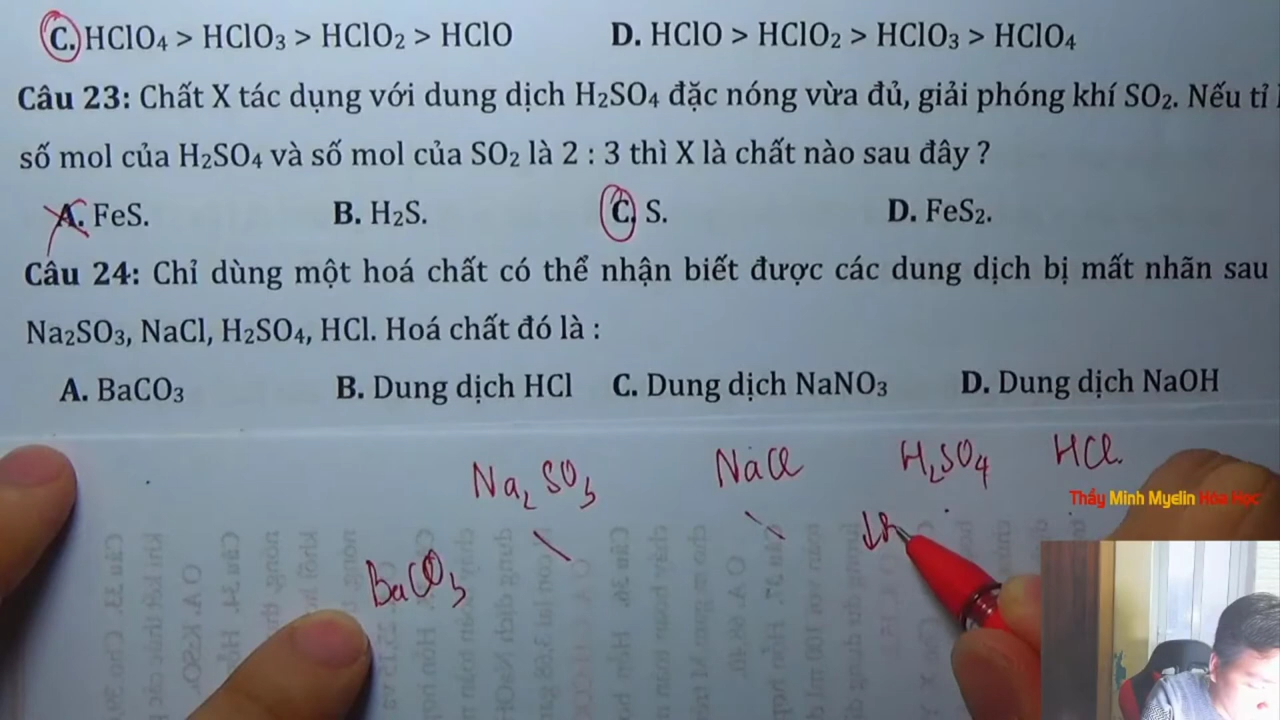 C. HClO₄ > HClO₃ > HClO₂ > HClO D. HClO > HClO₂ > HClO₃ > HClO₄
Câu 23: Chất X tác dụng với dung dịch H₂SO₄ đặc nóng vừa đủ, giải phóng khí SO₂. Nếu tỉ
số mol của H₂SO₄ và số mol của SO₂ là 2 : 3 thì X là chất nào sau đây ?
A. FeS. B. H₂S. C. S. D. FeS₂.
Câu 24: Chỉ dùng một hoá chất có thể nhận biết được các dung dịch bị mất nhãn sau
Na₂SO₃, NaCl, H₂SO₄, HCl. Hoá chất đó là :
A. BaCO₃ B. Dung dịch HCl C. Dung dịch NaNO₃ D. Dung dịch NaOH
Na₂SO₃ NaCl H₂SO₄ HCl.
Thầy Minh Myelin Hóa Học
BaCO₃